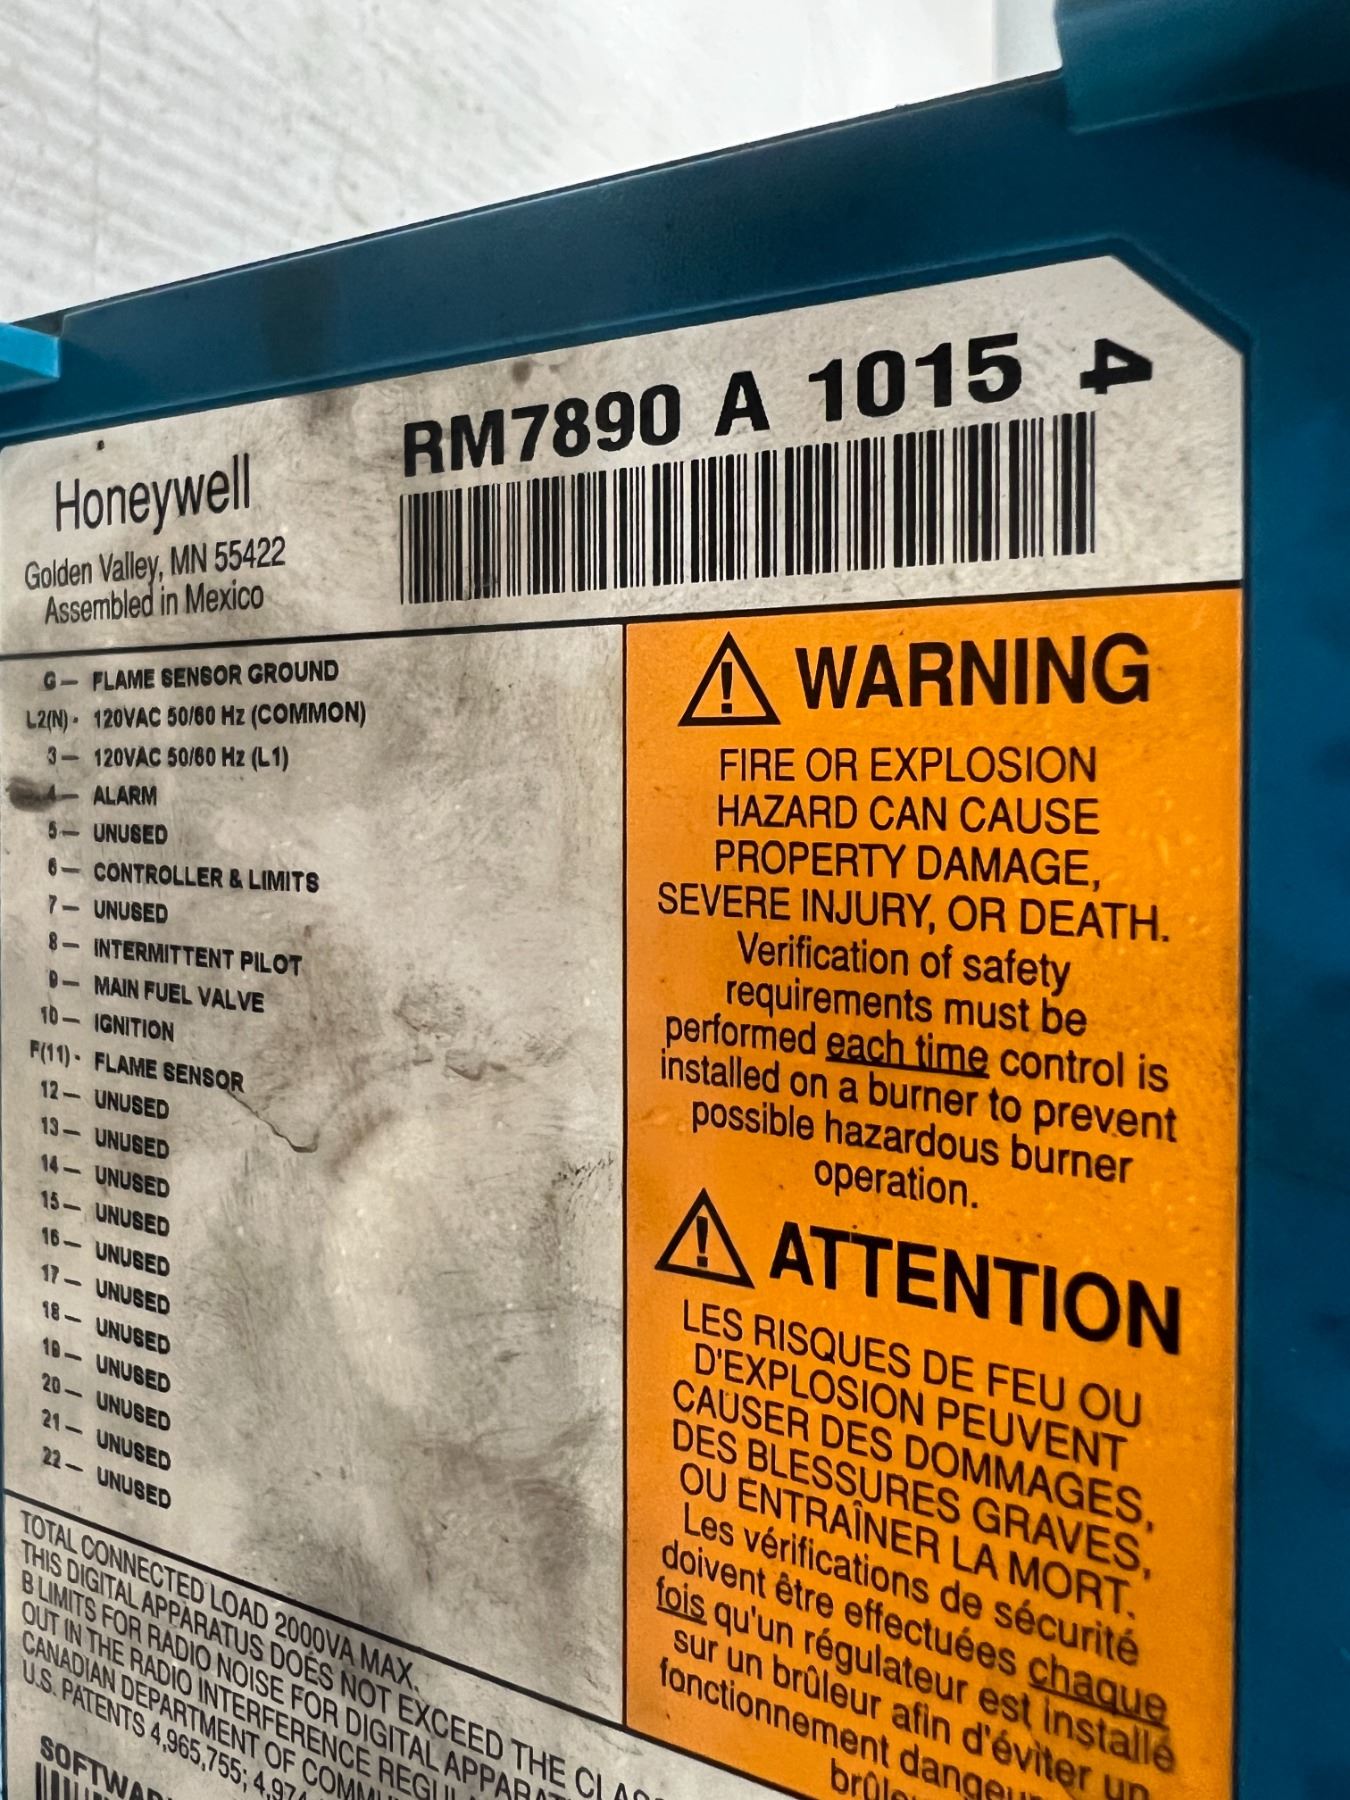 RM7890 A 1015 4
Honeywell
Golden Valley, MN 55422
Assembled in Mexico
G — FLAME SENSOR GROUND
L2(N) - 120VAC 50/60 Hz (COMMON)
3 — 120VAC 50/60 Hz (L1)
4 — ALARM
5 — UNUSED
6 — CONTROLLER & LIMITS
7 — UNUSED
8 — INTERMITTENT PILOT
9 — MAIN FUEL VALVE
10 — IGNITION
F(11) - FLAME SENSOR
12 — UNUSED
13 — UNUSED
14 — UNUSED
15 — UNUSED
16 — UNUSED
17 — UNUSED
18 — UNUSED
19 — UNUSED
20 — UNUSED
21 — UNUSED
22 — UNUSED
WARNING
FIRE OR EXPLOSION
HAZARD CAN CAUSE
PROPERTY DAMAGE,
SEVERE INJURY, OR DEATH.
Verification of safety
requirements must be
performed each time control is
installed on a burner to prevent
possible hazardous burner
operation.
ATTENTION
LES RISQUES DE FEU OU
D'EXPLOSION PEUVENT
CAUSER DES DOMMAGES,
DES BLESSURES GRAVES,
OU ENTRAÎNER LA MORT.
Les vérifications de sécurité
doivent être effectuées chaque
fois qu'un régulateur est installé
sur un brûleur afin d'éviter un
fonctionnement
TOTAL CONNECTED LOAD 2000VA MAX.
THIS DIGITAL APPARATUS DOES NOT EXCEED THE
B LIMITS FOR RADIO NOISE FOR DIGITAL
OUT IN THE RADIO INTERFERENCE
CANADIAN DEPARTMENT OF
U.S. PATENTS 4,965,755;